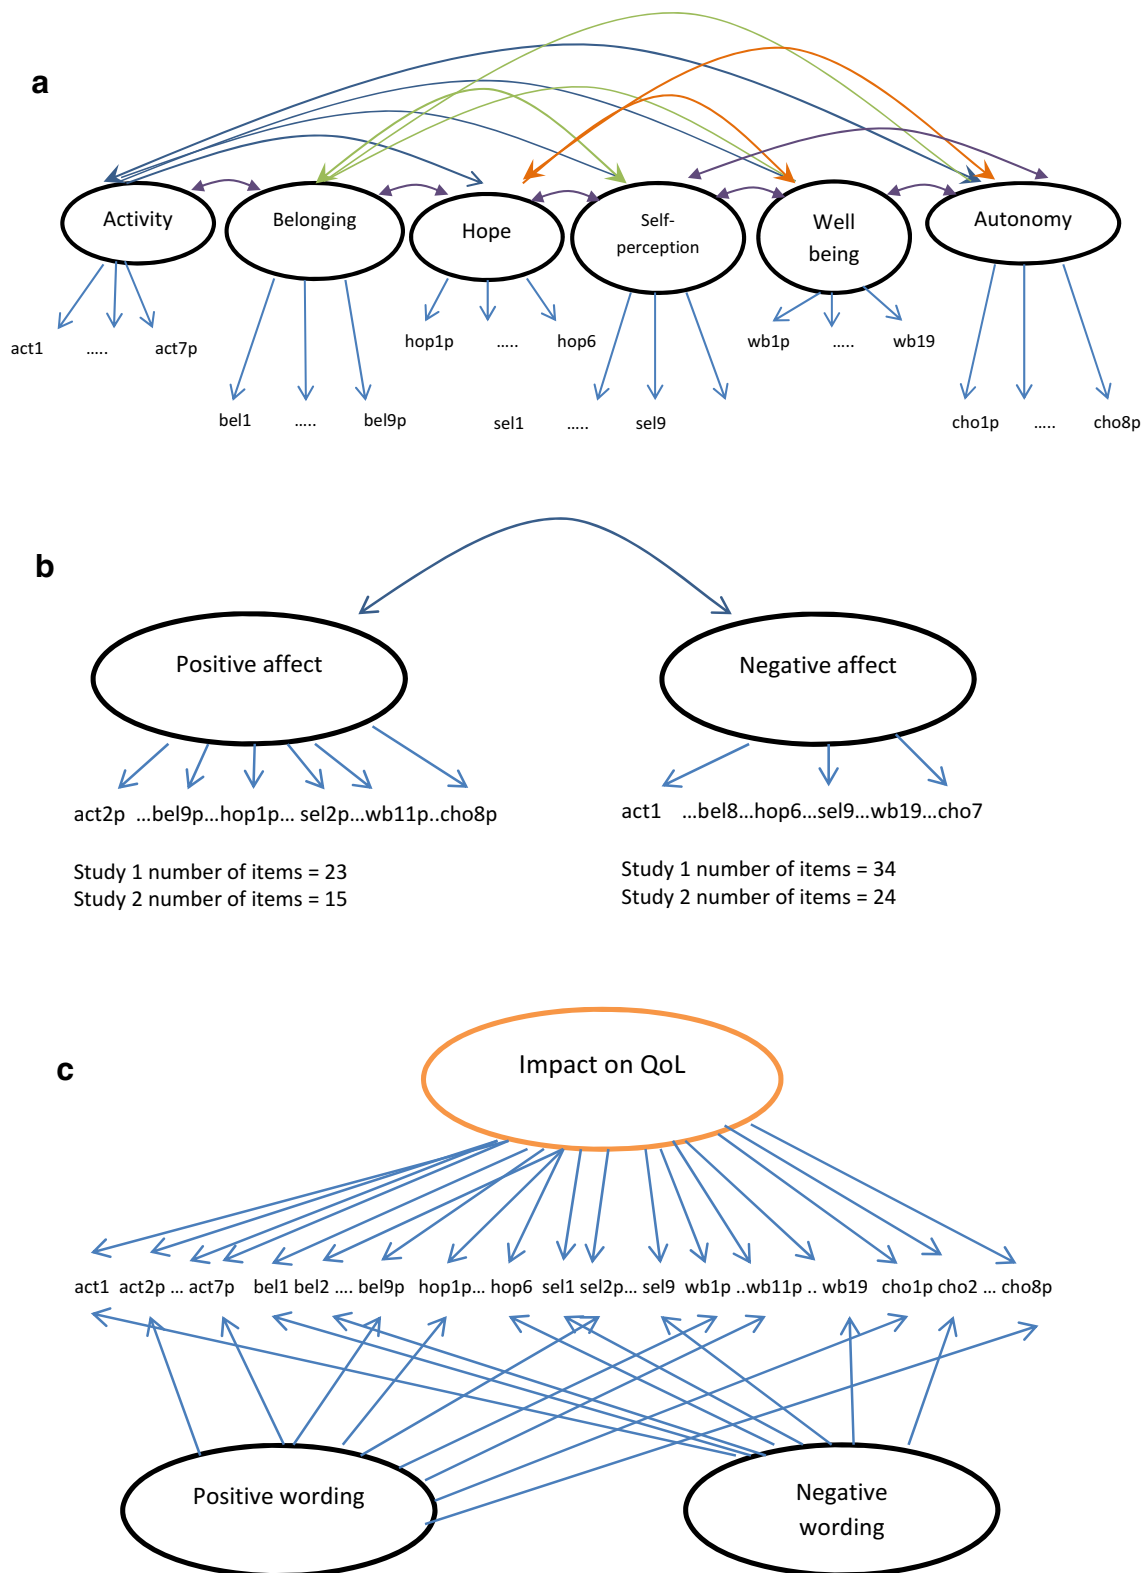 a
Activity
Belonging
Hope
Self-
perception
Well
being
Autonomy
act1 ..... act7p
bel1 ..... bel9p
hop1p ..... hop6
sel1 ..... sel9
wb1p ..... wb19
cho1p ..... cho8p
b
Positive affect
Negative affect
act2p ...bel9p...hop1p... sel2p...wb11p..cho8p
act1 ...bel8...hop6...sel9...wb19...cho7
Study 1 number of items = 23
Study 2 number of items = 15
Study 1 number of items = 34
Study 2 number of items = 24
c
Impact on QoL
act1 act2p ... act7p bel1 bel2 .... bel9p hop1p... hop6 sel1 sel2p... sel9 wb1p ..wb11p .. wb19 cho1p cho2 ... cho8p
Positive wording
Negative
wording